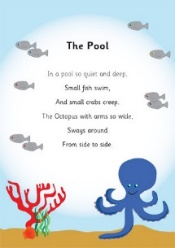 The Pool
In a pool so quiet and deep,
Small fish swim,
And small crabs creep.
The Octopus with arms so wide,
Sways around
From side to side